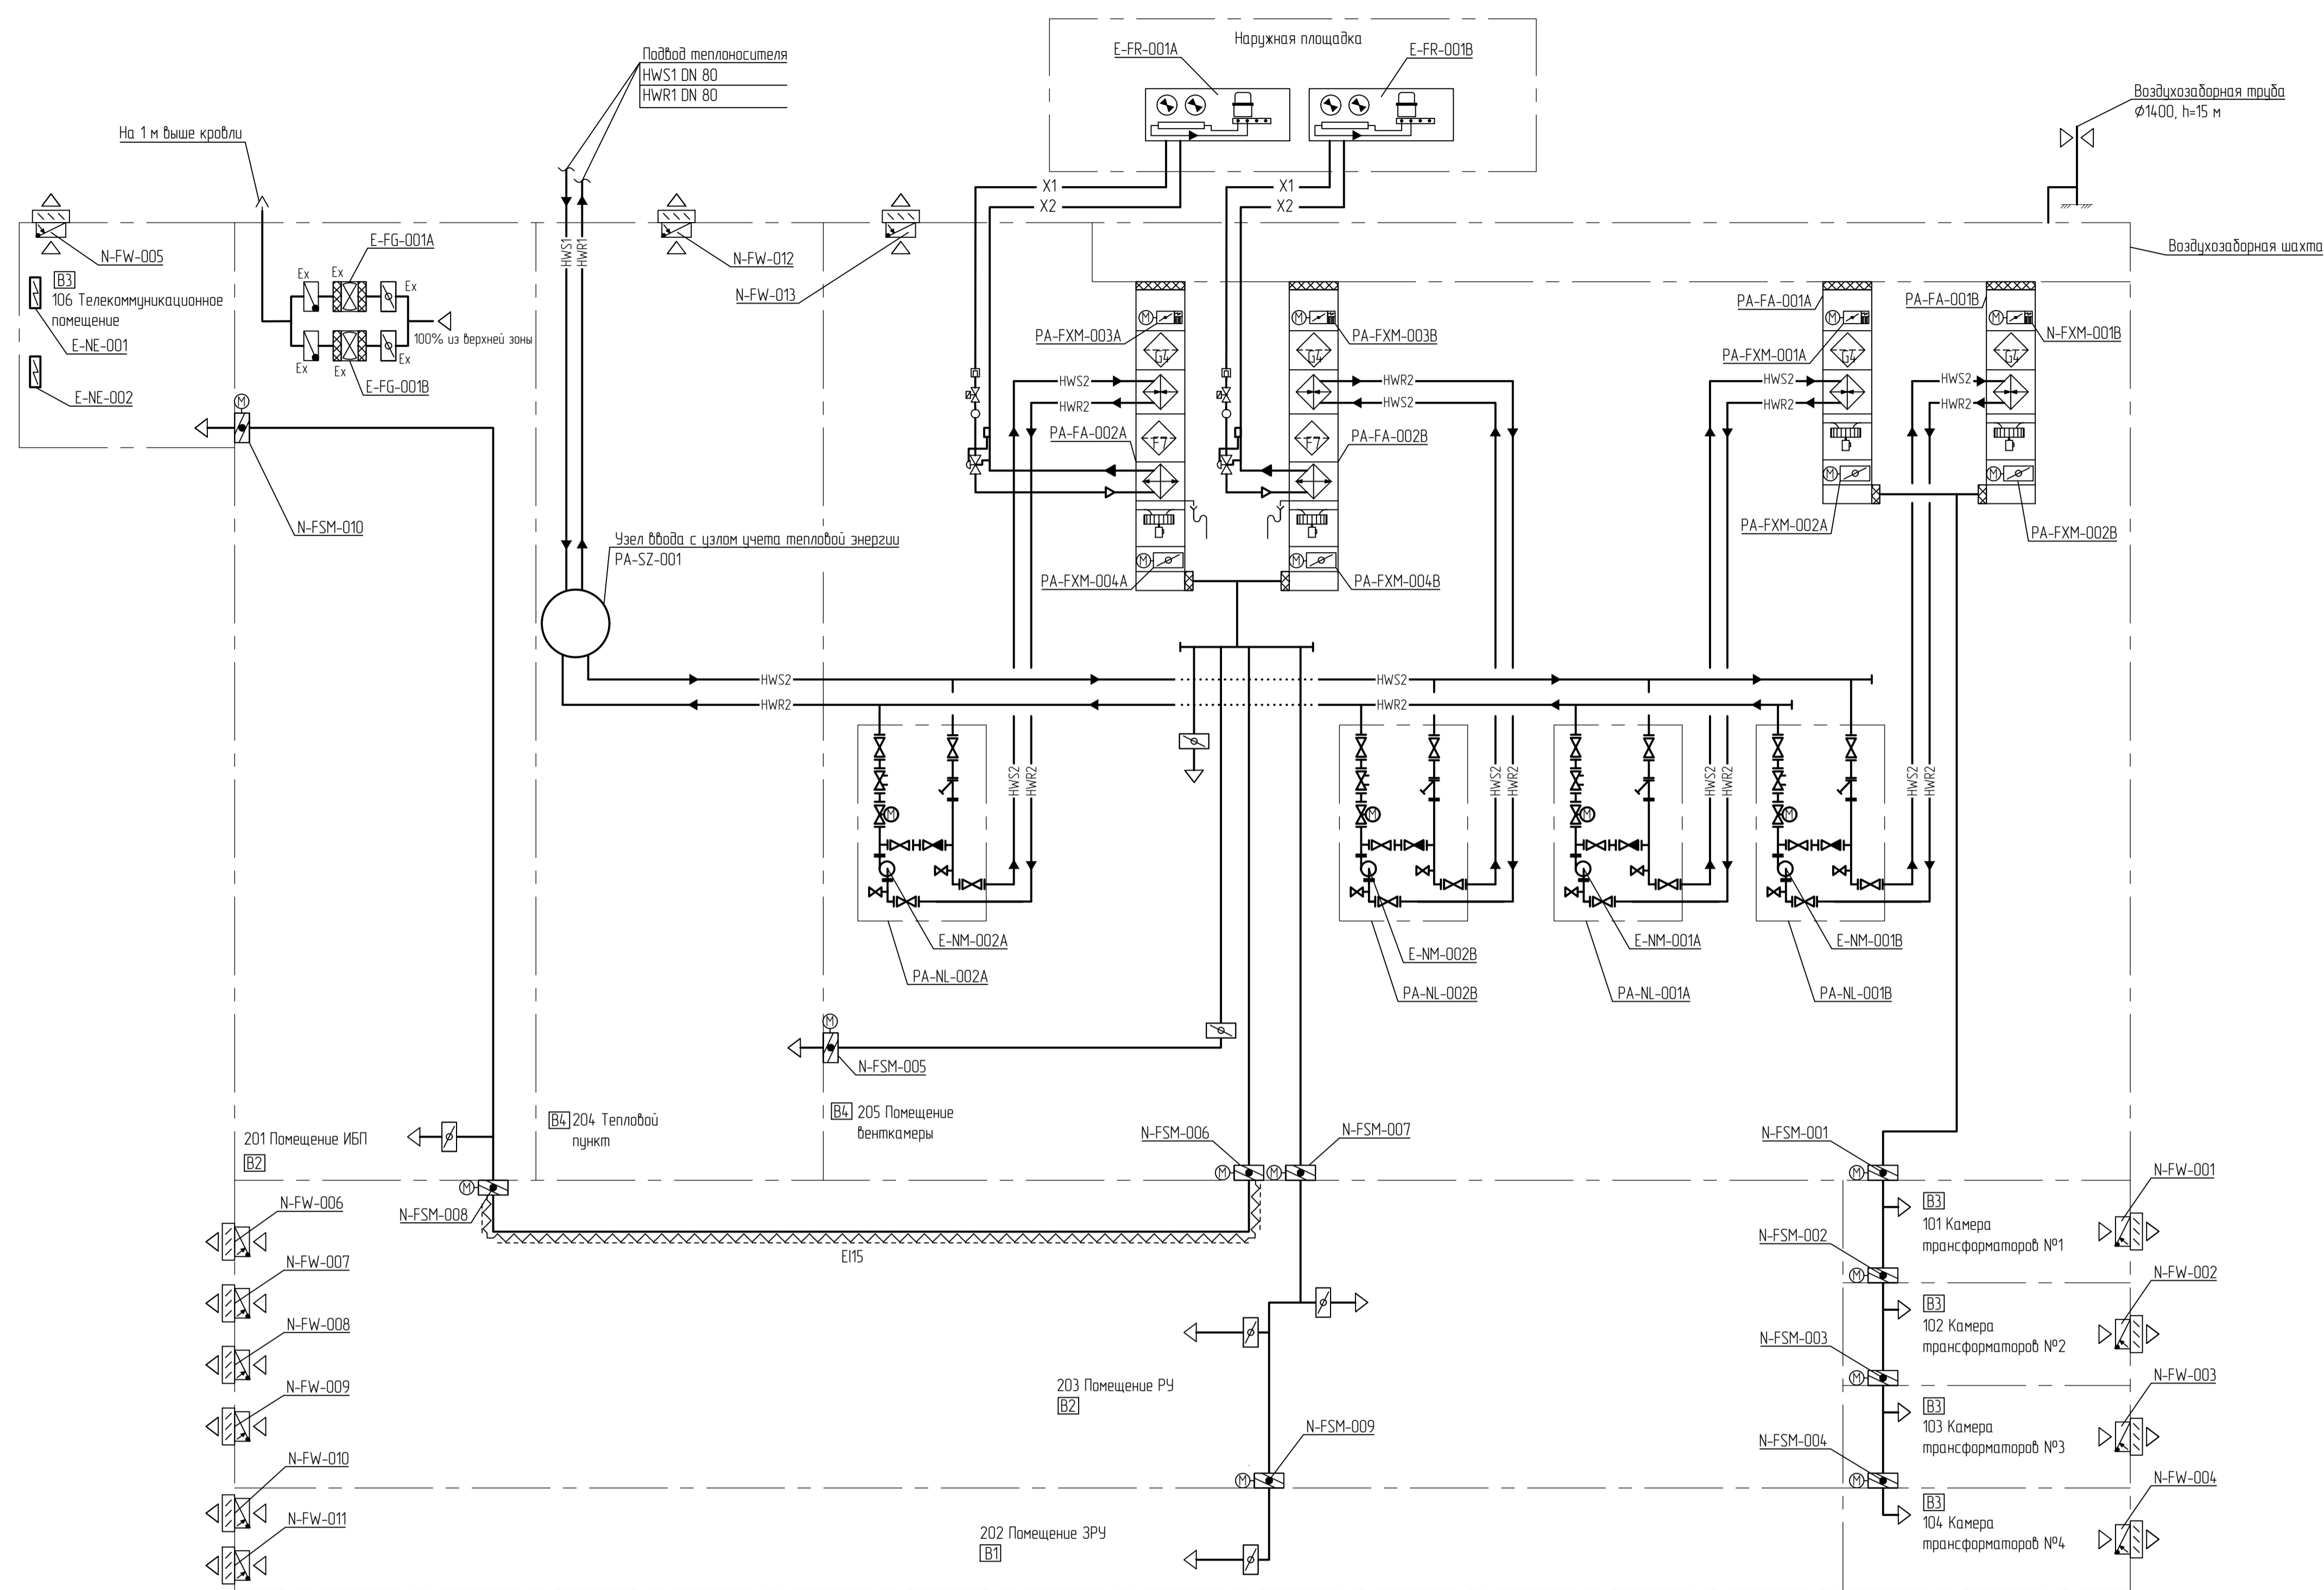 Наружная площадка
E-FR-001A
E-FR-001B
Подвод теплоносителя
HWS1 DN 80
HWR1 DN 80
Воздухозаборная труба
Ø1400, h=15 м
На 1 м выше кровли
X1
X2
X1
X2
Воздухозаборная шахта
N-FW-005
E-FG-001A
HWS1
HWR1
N-FW-012
N-FW-013
B3
106 Телекоммуникационное
помещение
E-NE-001
E-NE-002
Ex
Ex
Ex
Ex
Ex
Ex
100% из верхней зоны
E-FG-001B
M
N-FSM-010
PA-FXM-003A
M
G4
M
G4
PA-FXM-003B
PA-FA-001A
PA-FA-001B
M
G4
M
G4
N-FXM-001B
PA-FXM-001A
HWS2
HWR2
HWR2
HWS2
HWS2
HWR2
HWS2
HWR2
PA-FA-002A
F7
F7
PA-FA-002B
M
M
PA-FXM-002A
PA-FXM-002B
Узел ввода с узлом учета тепловой энергии
PA-SZ-001
PA-FXM-004A
M
M
PA-FXM-004B
HWS2
HWS2
HWR2
HWR2
HWS2
HWR2
HWS2
HWR2
HWS2
HWR2
HWS2
HWR2
M
M
M
M
E-NM-002A
E-NM-002B
E-NM-001A
E-NM-001B
PA-NL-002A
PA-NL-002B
PA-NL-001A
PA-NL-001B
M
N-FSM-005
B4 204 Тепловой
пункт
B4 205 Помещение
венткамеры
201 Помещение ИБП
B2
N-FSM-006
N-FSM-007
N-FSM-001
M
M
M
M
N-FSM-008
EI15
N-FW-006
N-FW-007
N-FW-008
N-FW-009
N-FW-010
N-FW-011
N-FW-001
B3
101 Камера
трансформаторов №1
N-FSM-002
M
N-FW-002
B3
102 Камера
трансформаторов №2
N-FSM-003
M
N-FW-003
B3
103 Камера
трансформаторов №3
203 Помещение РУ
B2
N-FSM-009
M
N-FSM-004
M
N-FW-004
B3
104 Камера
трансформаторов №4
202 Помещение ЗРУ
B1